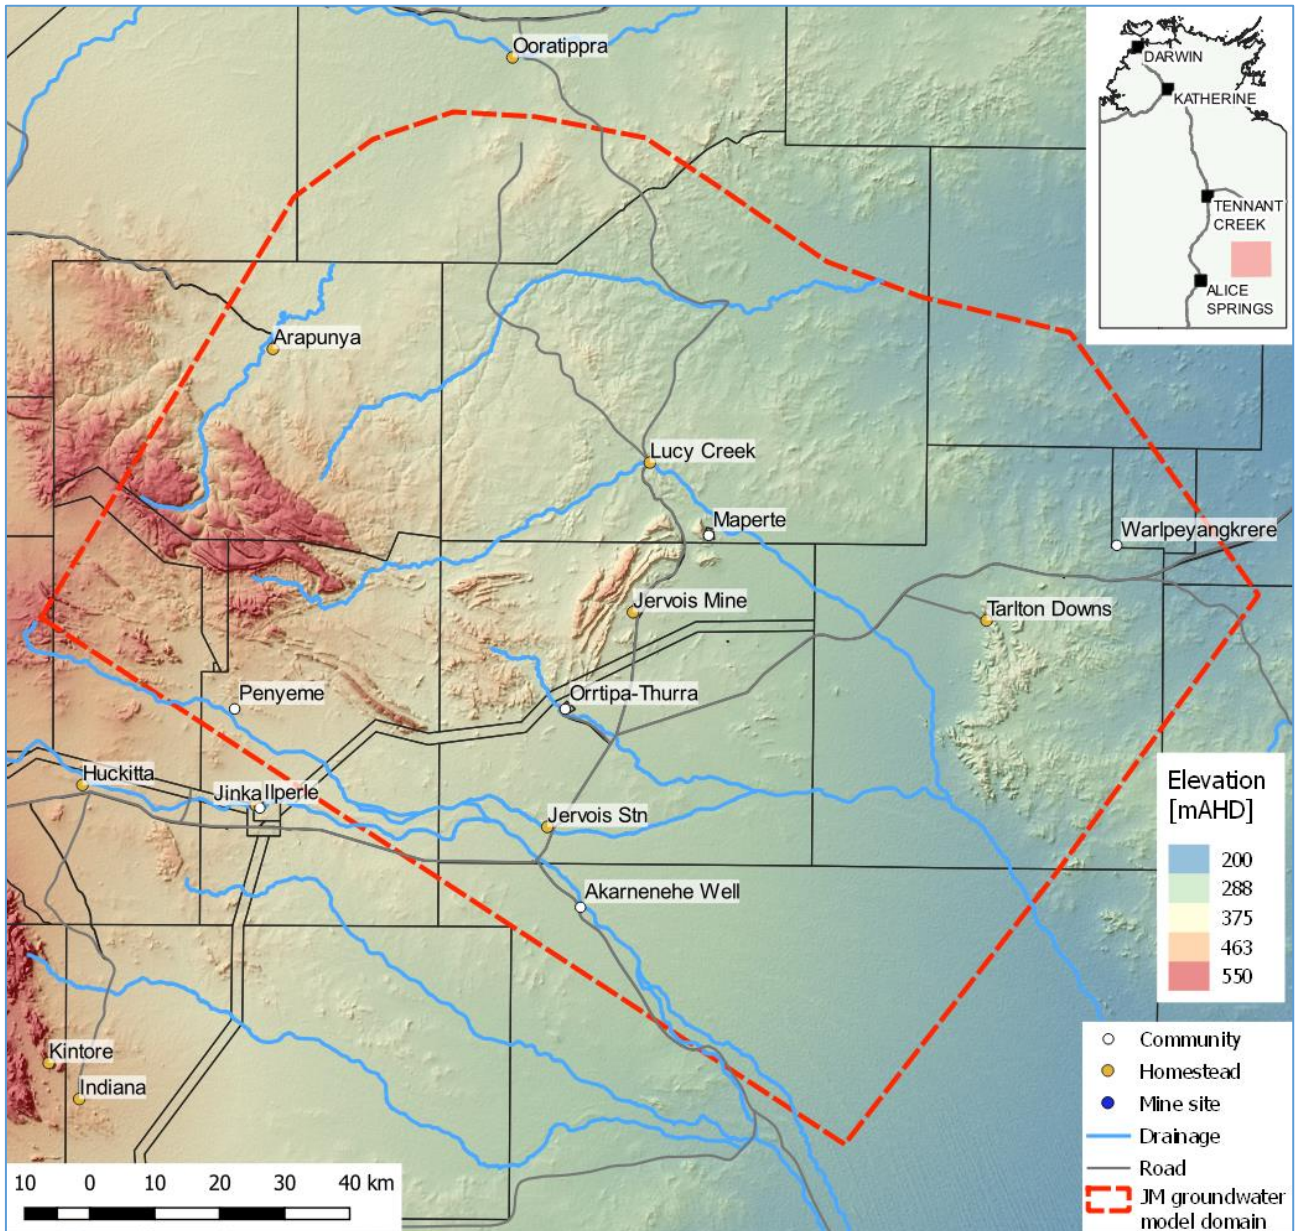 Ooratippra
DARWIN
KATHERINE
TENNANT
CREEK
ALICE
SPRINGS
Arapunya
Lucy Creek
Maperte
Warlpeyangkrere
Jervois Mine
Tarlton Downs
Penyeme
Orrtipa-Thurra
Huckitta
Jinka
Ilperle
Jervois Stn
Akarnenehe Well
Kintore
Indiana
Elevation
[mAHD]
200
288
375
463
550
Community
Homestead
Mine site
Drainage
Road
JM groundwater
model domain
10 0 10 20 30 40 km